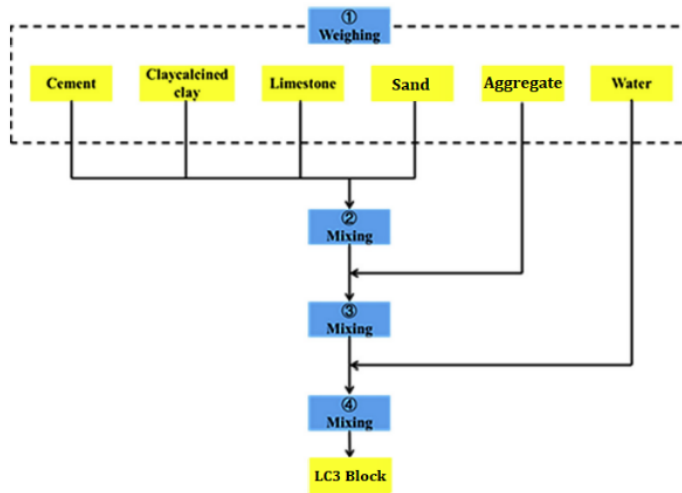 ①
Weighing
Cement
Claycalcined
clay
Limestone
Sand
Aggregate
Water
②
Mixing
③
Mixing
④
Mixing
LC3 Block